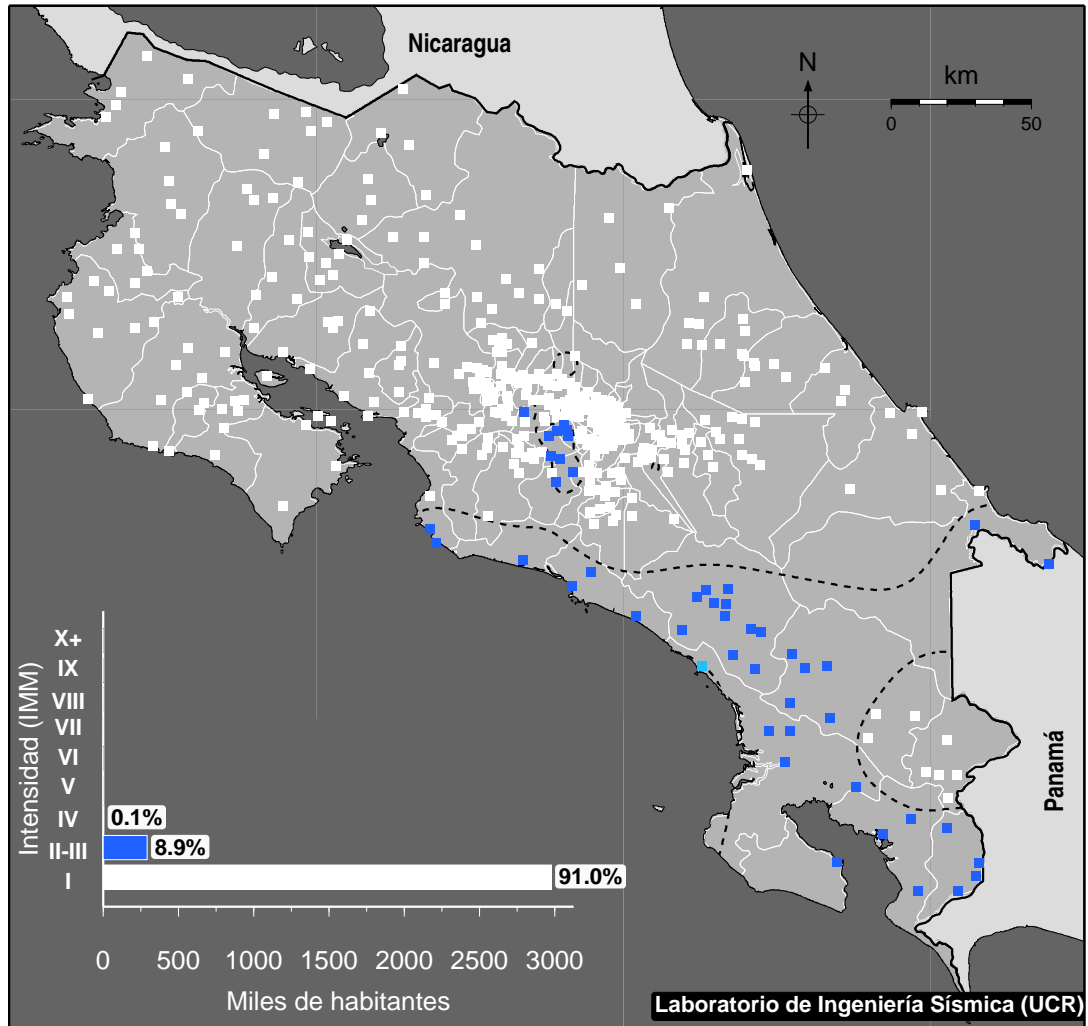 Nicaragua
N
km
0 50
Panamá
Intensidad (IMM)
X+
IX
VIII
VII
VI
V
IV
II-III
I
0.1%
8.9%
91.0%
0 500 1000 1500 2000 2500 3000
Miles de habitantes
Laboratorio de Ingeniería Sísmica (UCR)